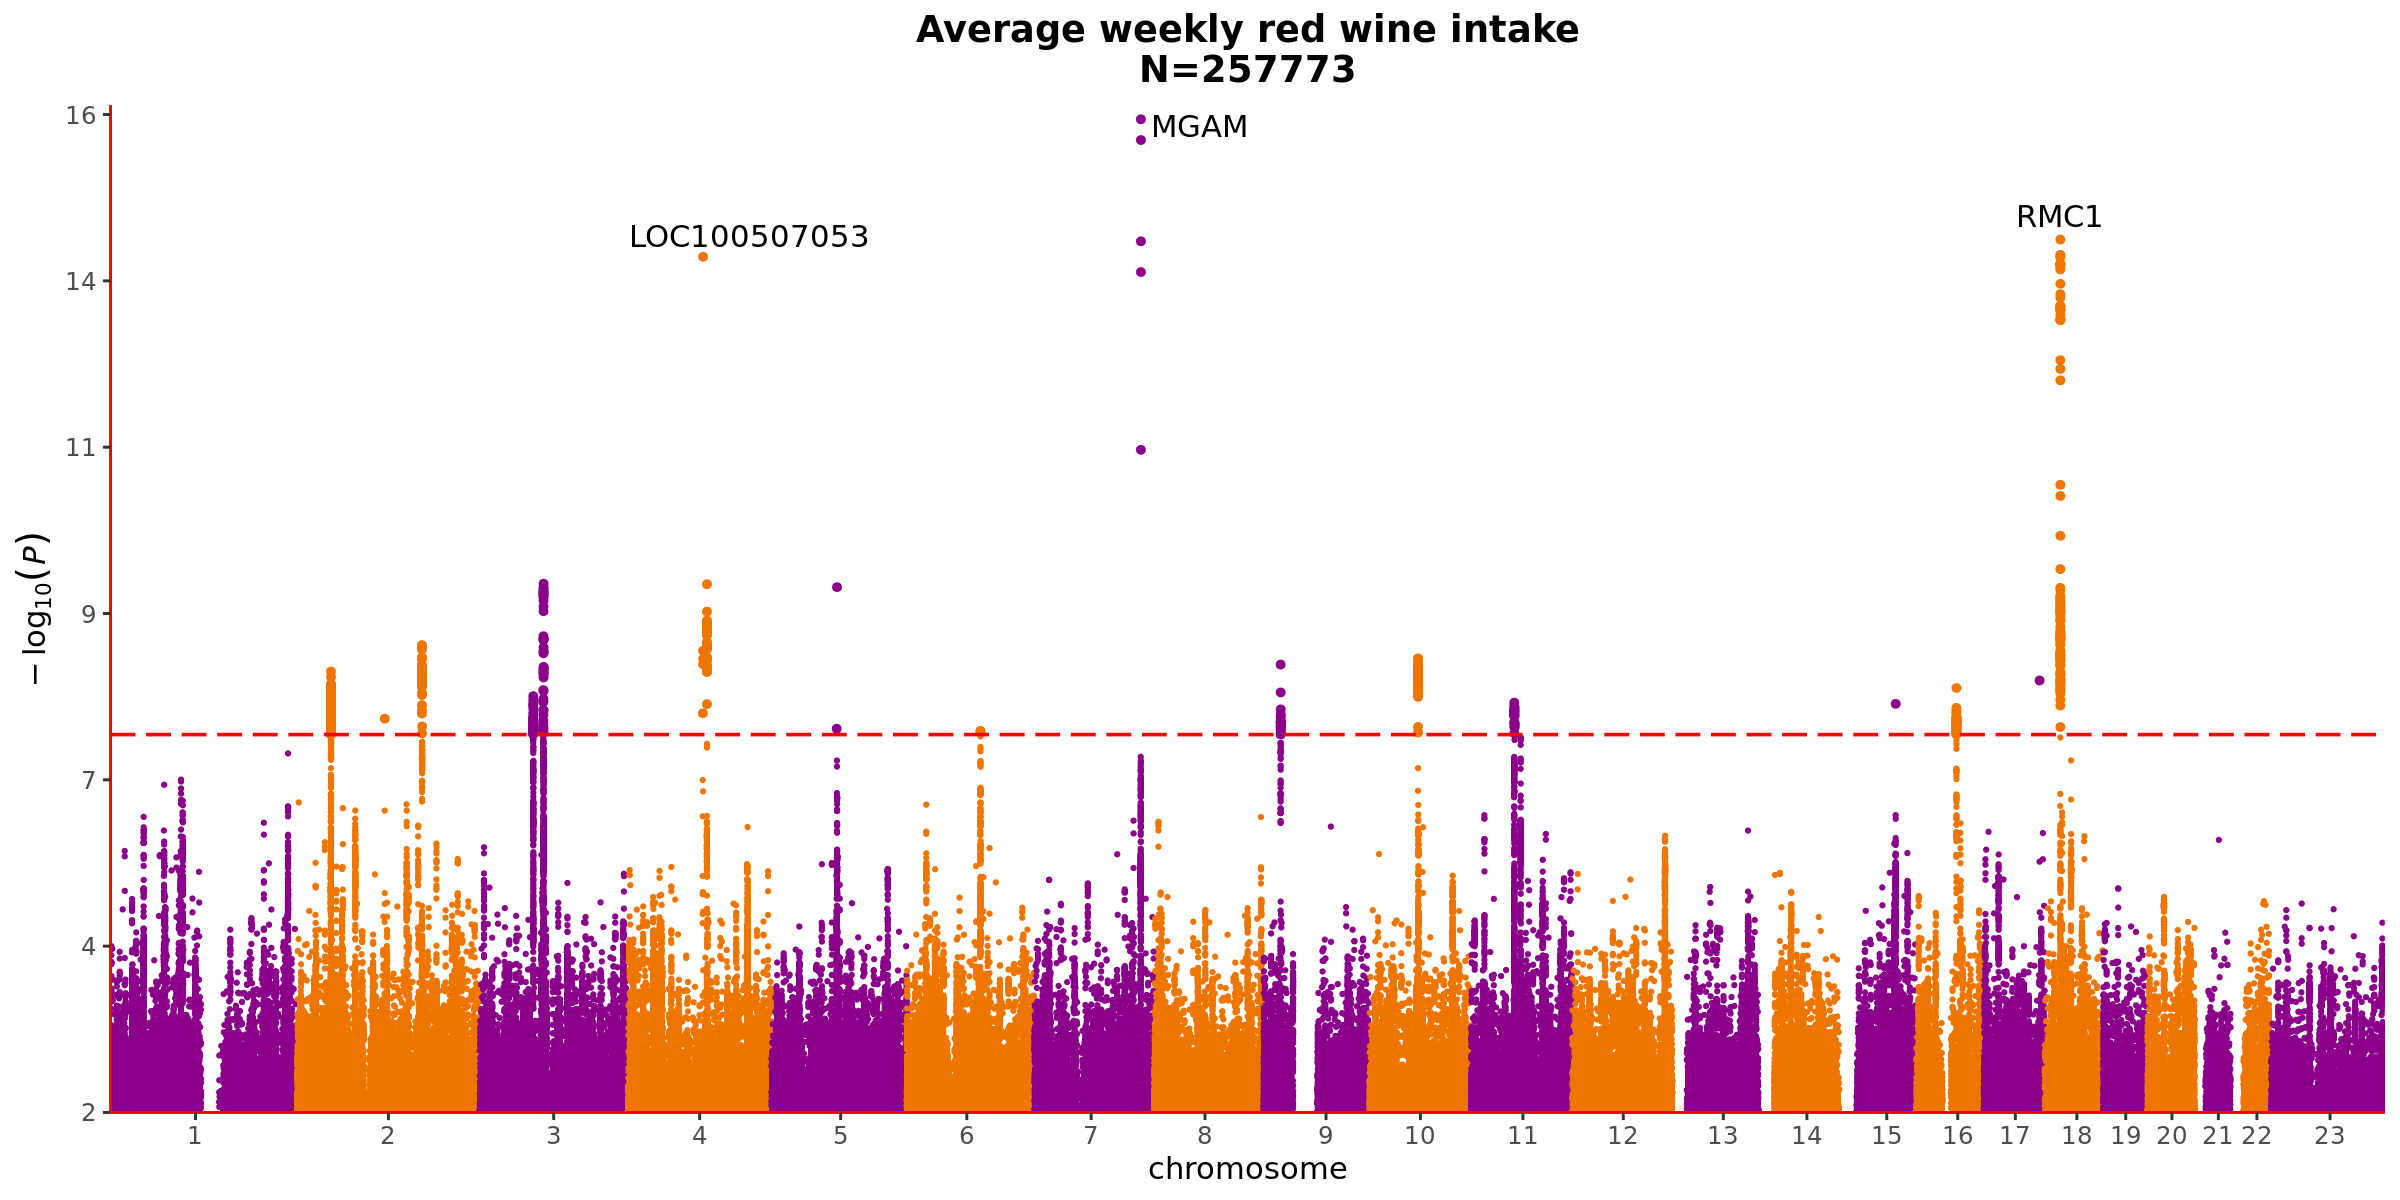 Average weekly red wine intake
N=257773
16
MGAM
RMC1
LOC100507053
14
11
9
7
4
2
−log₁₀(P)
1 2 3 4 5 6 7 8 9 10 11 12 13 14 15 16 17 18 19 20 21 22 23
chromosome